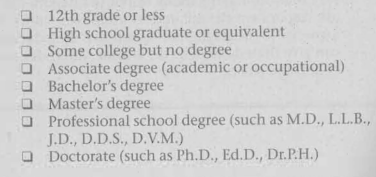 ❑ 12th grade or less
❑ High school graduate or equivalent
❑ Some college but no degree
❑ Associate degree (academic or occupational)
❑ Bachelor's degree
❑ Master's degree
❑ Professional school degree (such as M.D., L.L.B.,
J.D., D.D.S., D.V.M.)
❑ Doctorate (such as Ph.D., Ed.D., Dr.P.H.)